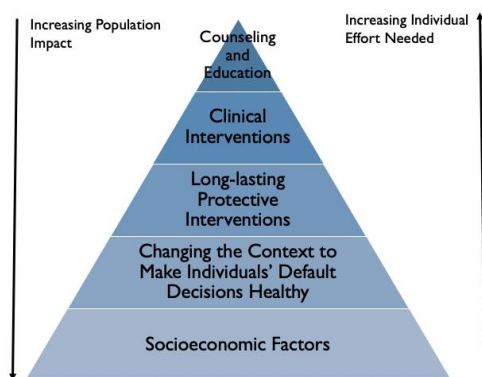 Increasing Population
Impact
Increasing Individual
Effort Needed
Counseling
and
Education
Clinical
Interventions
Long-lasting
Protective
Interventions
Changing the Context to
Make Individuals’ Default
Decisions Healthy
Socioeconomic Factors